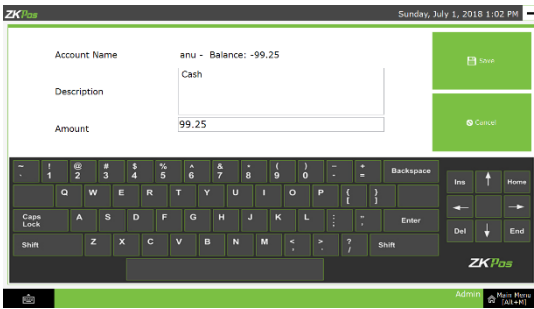 ZKPos
Sunday, July 1, 2018 1:02 PM
Account Name
anu - Balance: -99.25
Save
Description
Cash
Amount
99.25
Cancel
~ ! @ # $ % ^ & * ( ) _ + Backspace
` 1 2 3 4 5 6 7 8 9 0 - =
Q W E R T Y U I O P { }
[ ]
Caps Lock A S D F G H J K L : " Enter
; '
Shift Z X C V B N M < > ? Shift
, . /
Ins Home
Del End
ZKPos
Admin
Main Menu
[Alt+M]